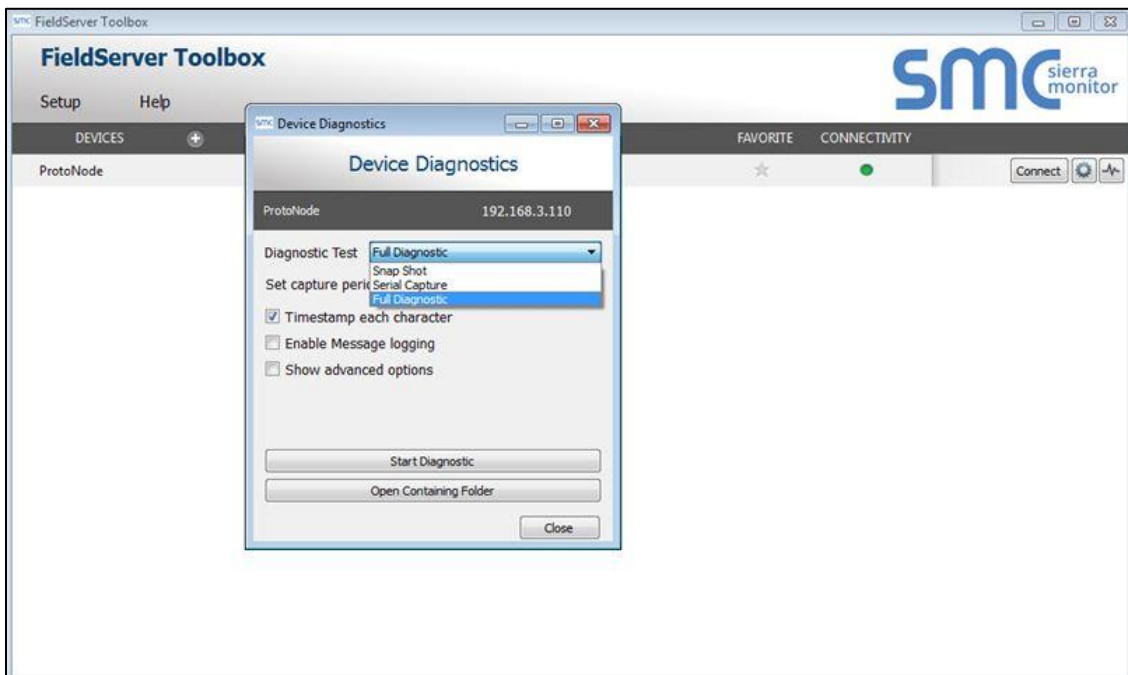 SMC FieldServer Toolbox
FieldServer Toolbox
SMC sierra
monitor
Setup Help
SMC Device Diagnostics
DEVICES FAVORITE CONNECTIVITY
Device Diagnostics
ProtoNode Connect
ProtoNode 192.168.3.110
Diagnostic Test Full Diagnostic
Snap Shot
Set capture Serial Capture
Full Diagnostic
Timestamp each character
Enable Message logging
Show advanced options
Start Diagnostic
Open Containing Folder
Close